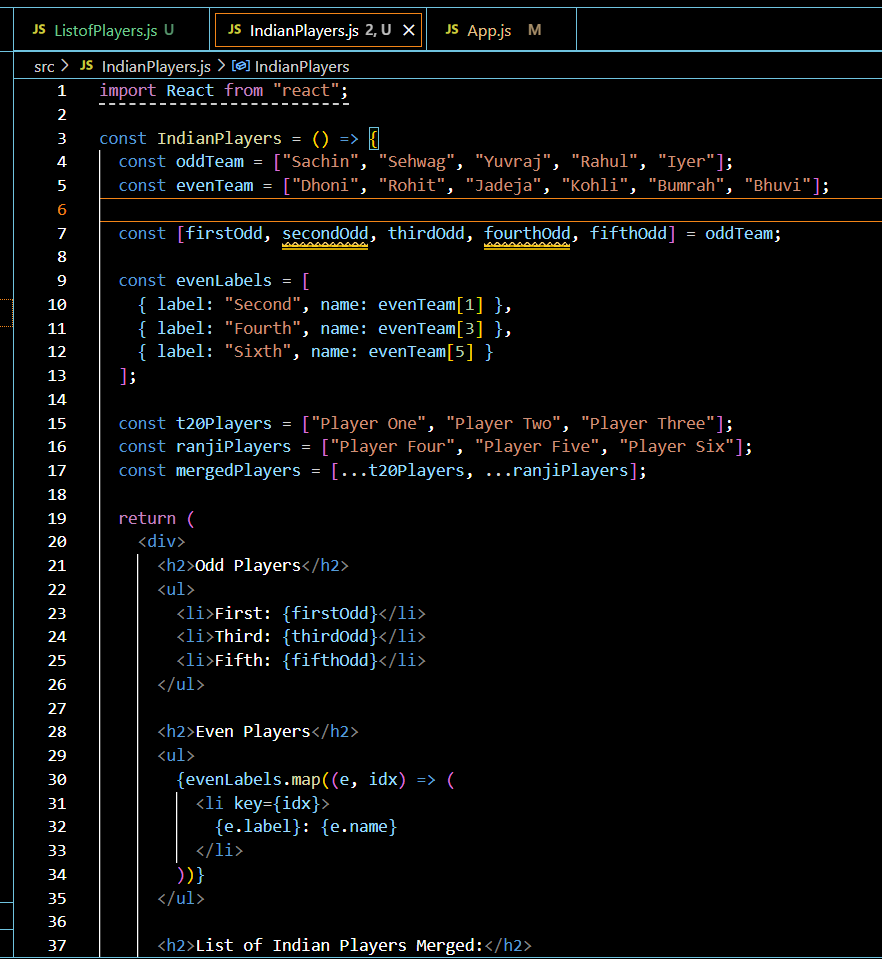 JS ListofPlayers.js U JS IndianPlayers.js 2, U × JS App.js M
src > JS IndianPlayers.js > IndianPlayers
1 import React from "react";
2
3 const IndianPlayers = () => {
4 const oddTeam = ["Sachin", "Sehwag", "Yuvraj", "Rahul", "Iyer"];
5 const evenTeam = ["Dhoni", "Rohit", "Jadeja", "Kohli", "Bumrah", "Bhuvi"];
6
7 const [firstOdd, secondOdd, thirdOdd, fourthOdd, fifthOdd] = oddTeam;
8
9 const evenLabels = [
10 { label: "Second", name: evenTeam[1] },
11 { label: "Fourth", name: evenTeam[3] },
12 { label: "Sixth", name: evenTeam[5] }
13 ];
14
15 const t20Players = ["Player One", "Player Two", "Player Three"];
16 const ranjiPlayers = ["Player Four", "Player Five", "Player Six"];
17 const mergedPlayers = [...t20Players, ...ranjiPlayers];
18
19 return (
20 <div>
21 <h2>Odd Players</h2>
22 <ul>
23 <li>First: {firstOdd}</li>
24 <li>Third: {thirdOdd}</li>
25 <li>Fifth: {fifthOdd}</li>
26 </ul>
27
28 <h2>Even Players</h2>
29 <ul>
30 {evenLabels.map((e, idx) => (
31 <li key={idx}>
32 {e.label}: {e.name}
33 </li>
34 ))}
35 </ul>
36
37 <h2>List of Indian Players Merged:</h2>